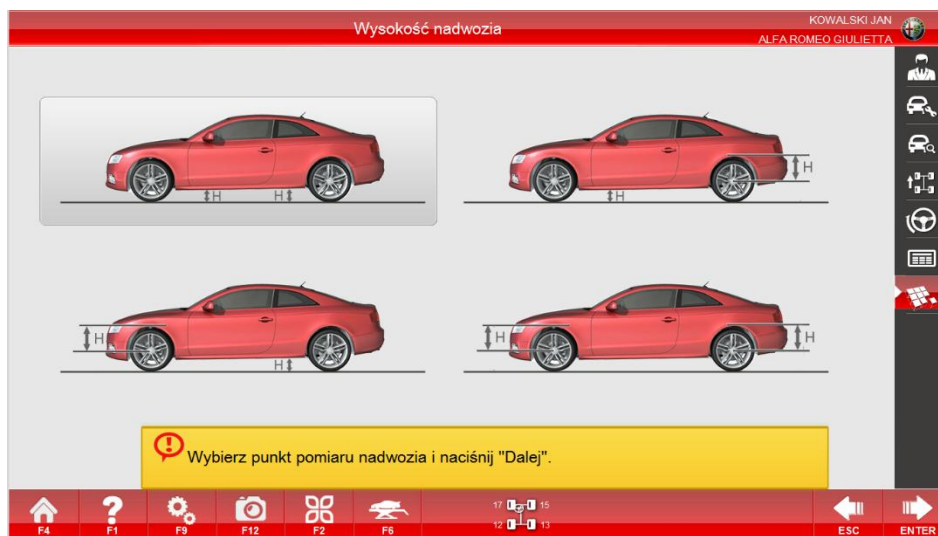 Wysokość nadwozia
KOWALSKI JAN
ALFA ROMEO GIULIETTA
H H
H H
H H
H H
Wybierz punkt pomiaru nadwozia i naciśnij "Dalej".
17 15
12 13
F4 F1 F9 F12 F2 F6 ESC ENTER